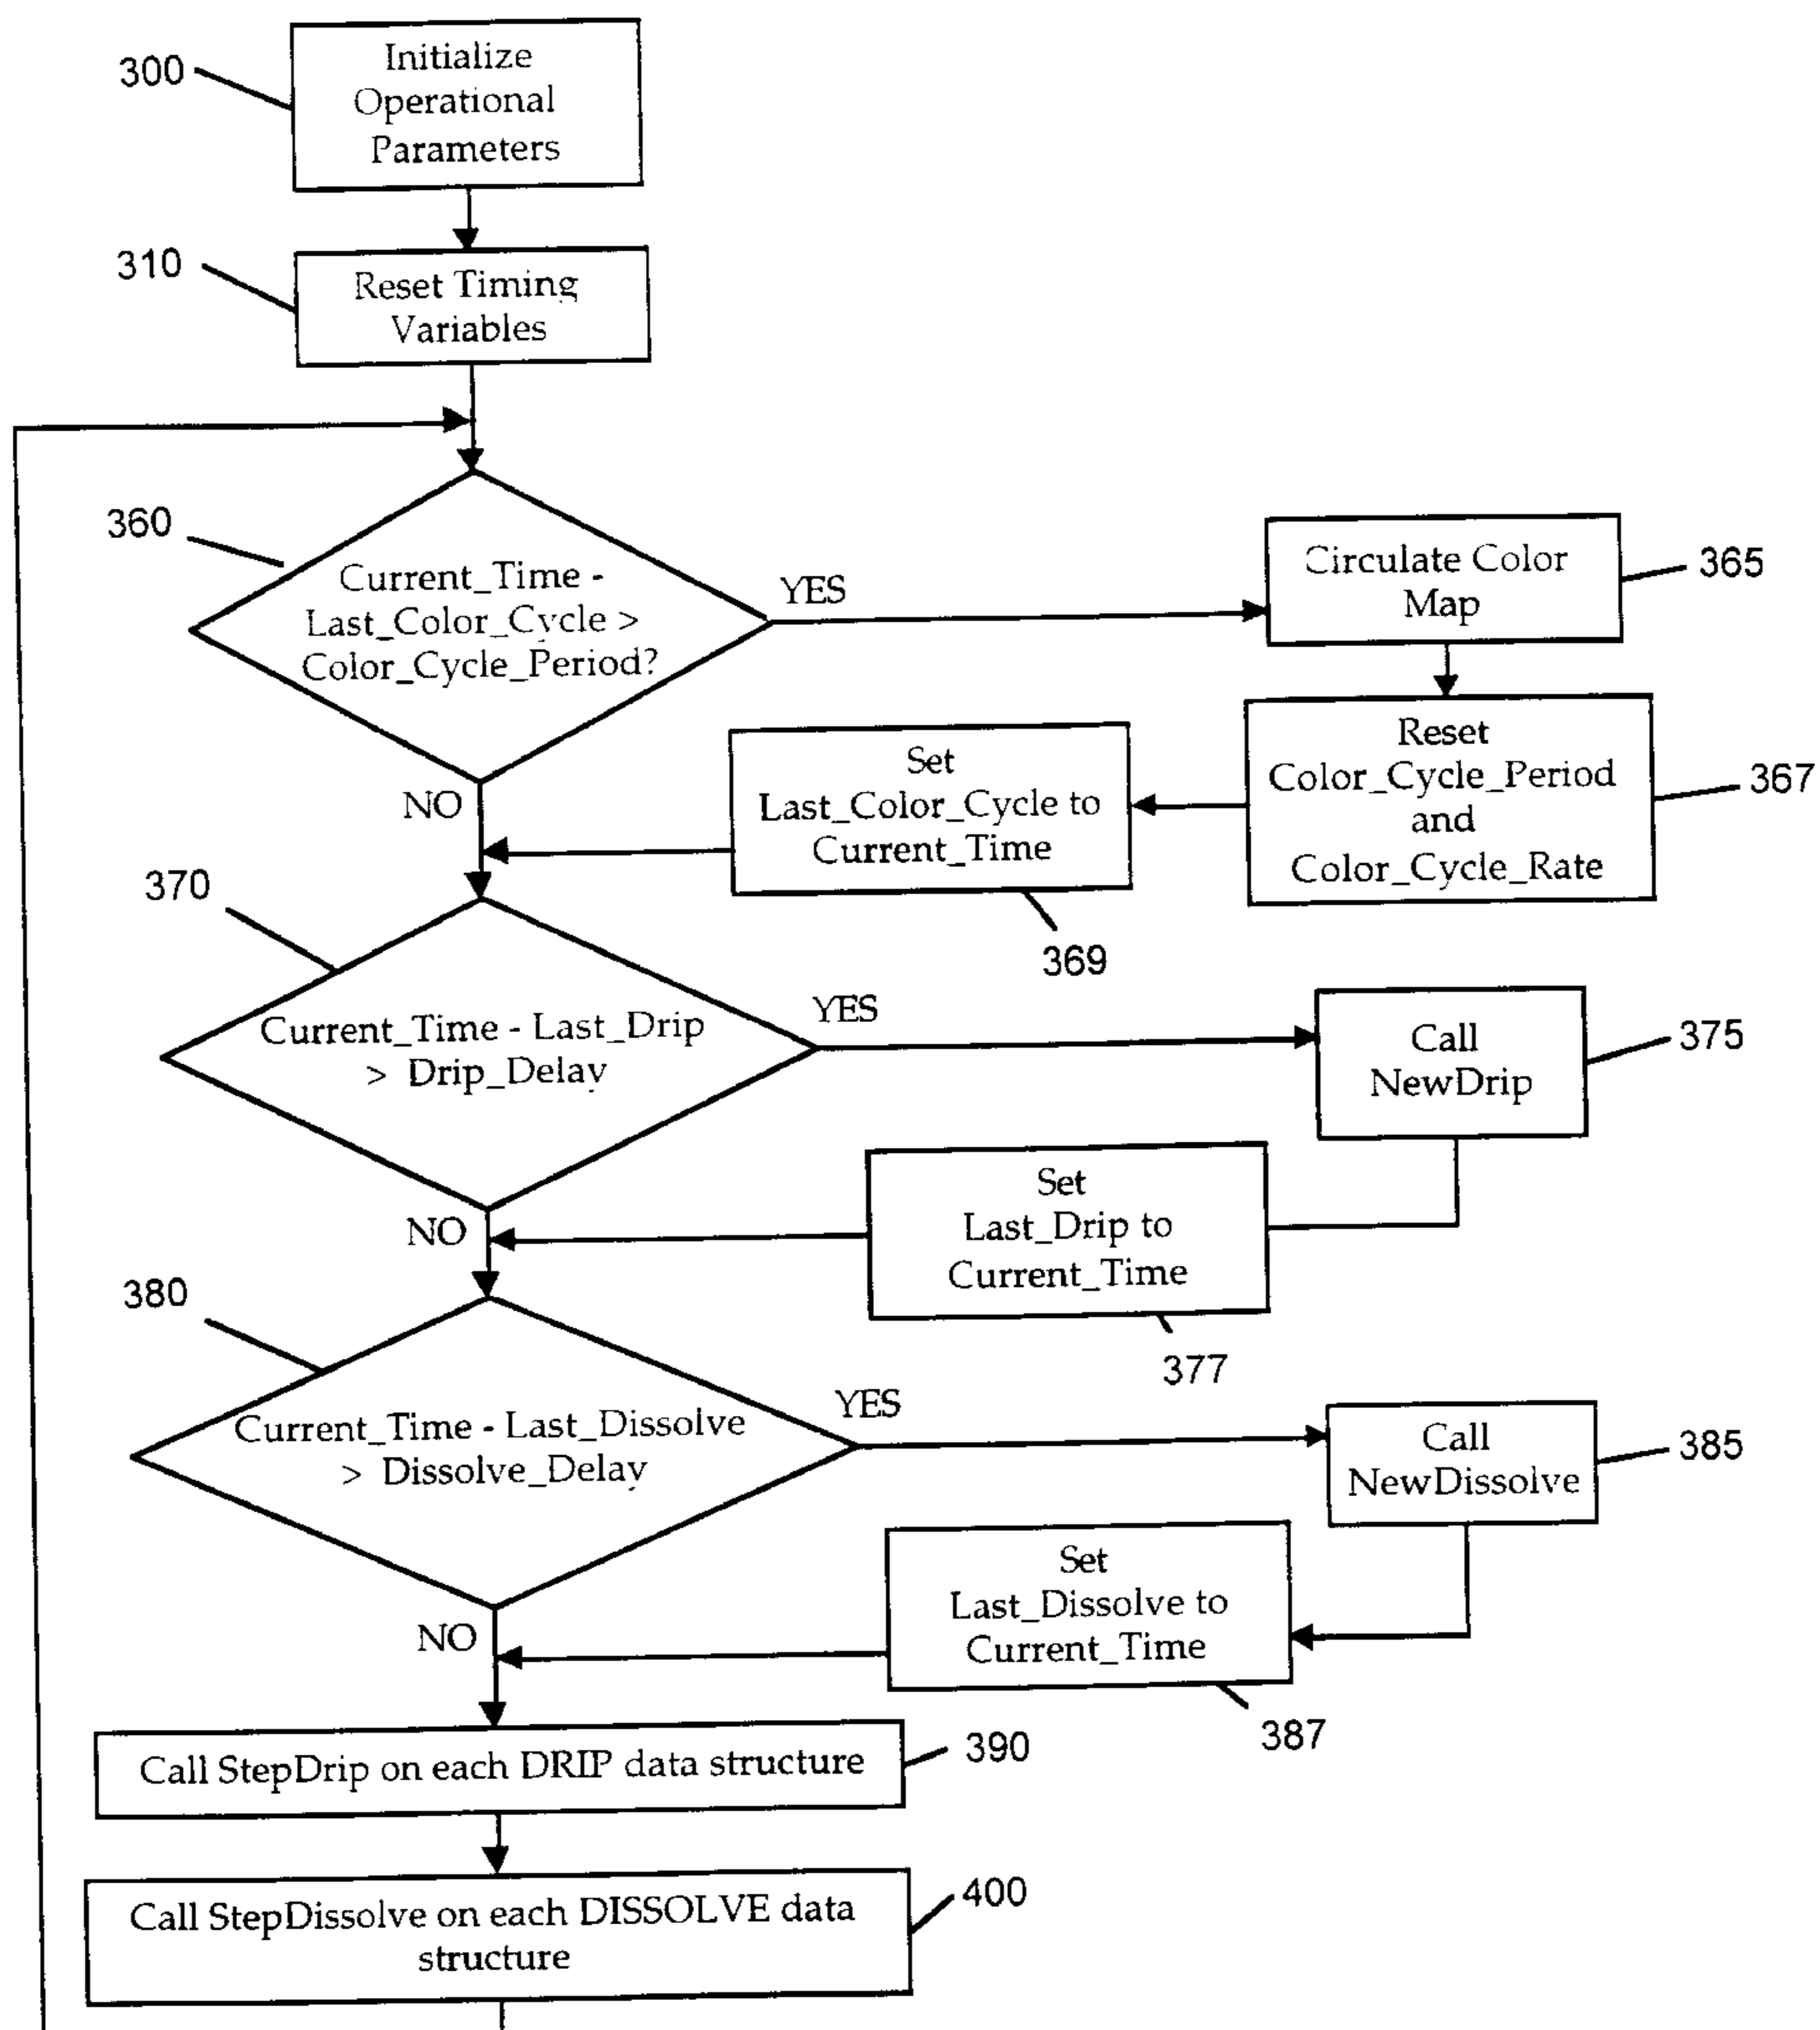 300
Initialize
Operational
Parameters
310
Reset Timing
Variables
360
Current_Time -
Last_Color_Cycle >
Color_Cycle_Period?
YES
NO
Circulate Color
Map
365
Reset
Color_Cycle_Period
and
Color_Cycle_Rate
367
Set
Last_Color_Cycle to
Current_Time
369
370
Current_Time - Last_Drip
> Drip_Delay
YES
NO
Call
NewDrip
375
Set
Last_Drip to
Current_Time
377
380
Current_Time - Last_Dissolve
> Dissolve_Delay
YES
NO
Call
NewDissolve
385
Set
Last_Dissolve to
Current_Time
387
Call StepDrip on each DRIP data structure
390
Call StepDissolve on each DISSOLVE data
structure
400